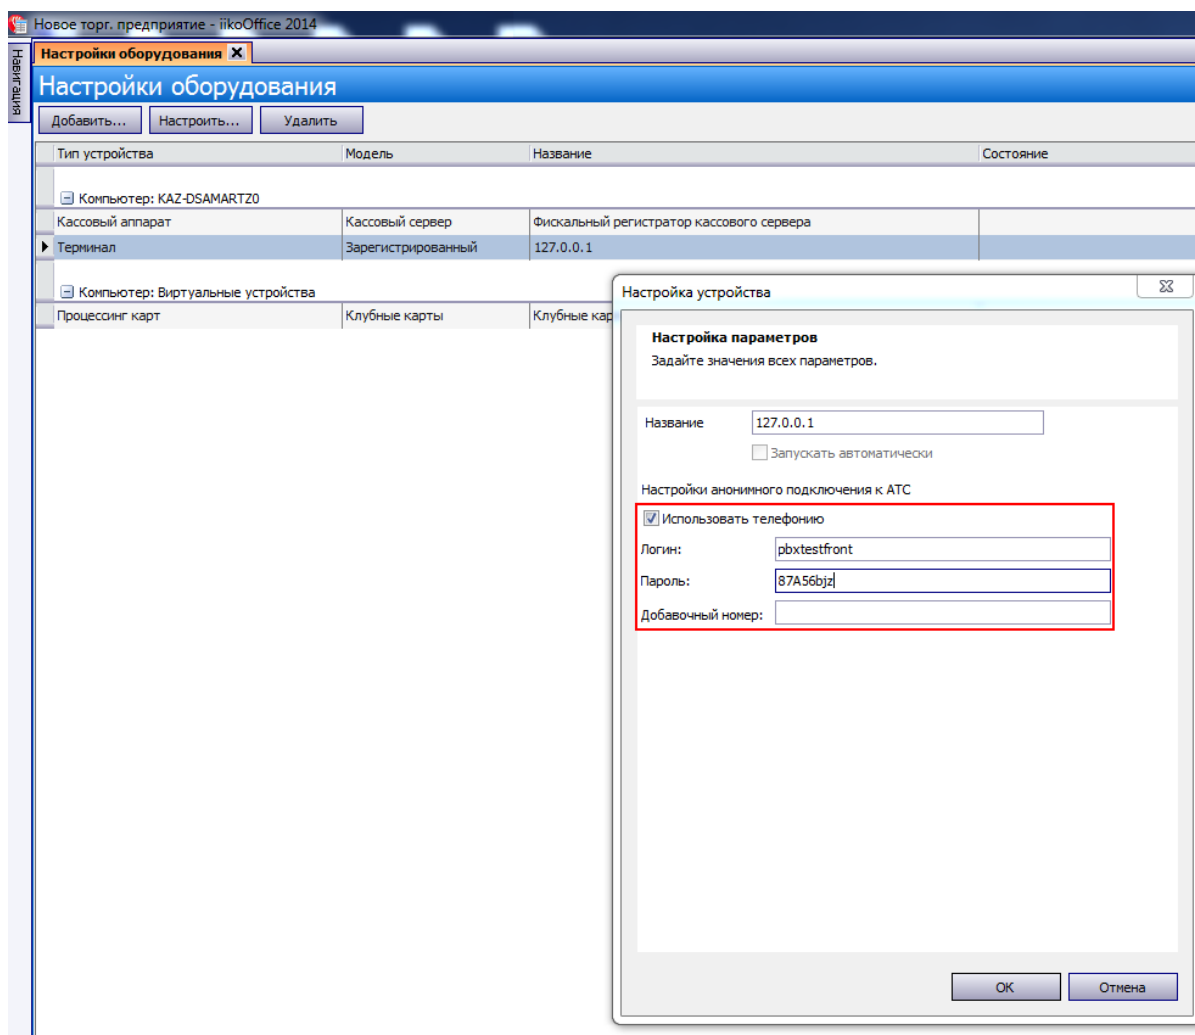 Новое торг. предприятие - iikoOffice 2014
Навигация
Настройки оборудования
Настройки оборудования
Добавить... Настроить... Удалить
Тип устройства Модель Название Состояние
Компьютер: KAZ-DSAMARTZ0
Кассовый аппарат Кассовый сервер Фискальный регистратор кассового сервера
Терминал Зарегистрированный 127.0.0.1
Компьютер: Виртуальные устройства
Процессинг карт Клубные карты Клубные кар
Настройка устройства
Настройка параметров
Задайте значения всех параметров.
Название 127.0.0.1
Запускать автоматически
Настройки анонимного подключения к АТС
Использовать телефонию
Логин: pbxtestfront
Пароль: 87A56bjz
Добавочный номер:
ОК Отмена